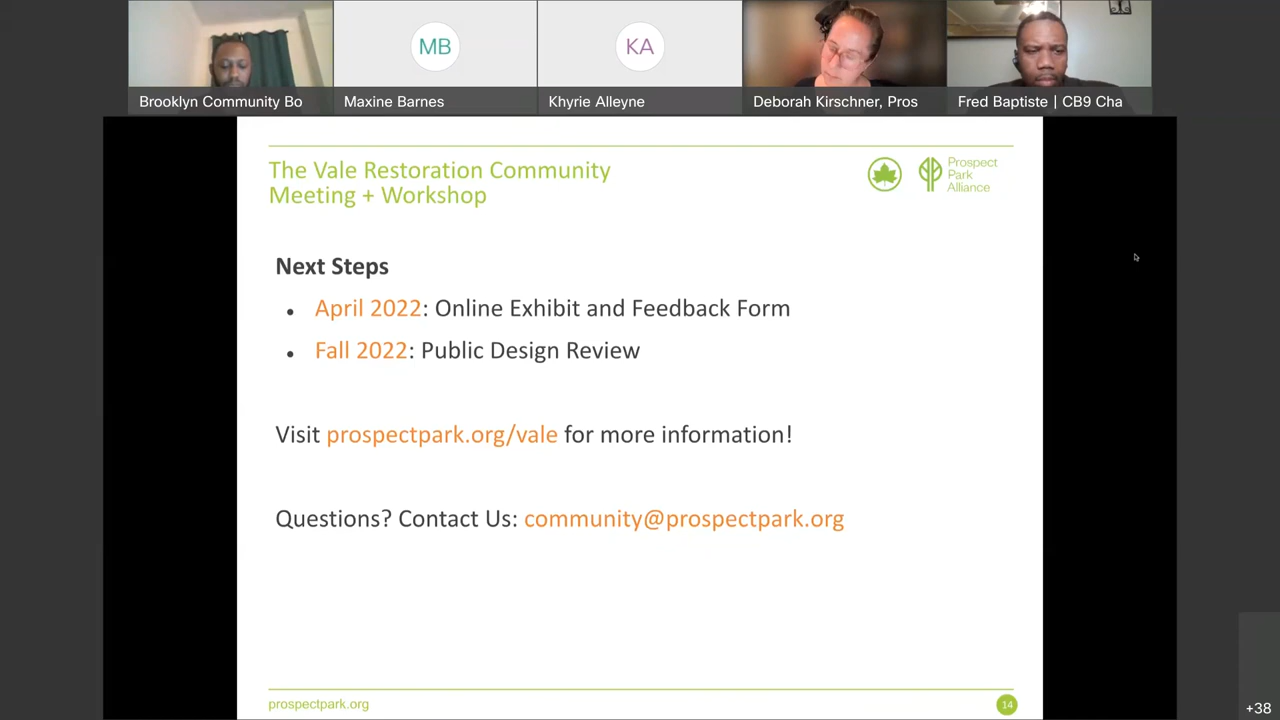 MB
KA
Brooklyn Community Bo
Maxine Barnes
Khyrie Alleyne
Deborah Kirschner, Pros
Fred Baptiste | CB9 Cha
The Vale Restoration Community
Meeting + Workshop
Prospect
Park
Alliance
Next Steps
• April 2022: Online Exhibit and Feedback Form
• Fall 2022: Public Design Review
Visit prospectpark.org/vale for more information!
Questions? Contact Us: community@prospectpark.org
prospectpark.org
14
+38